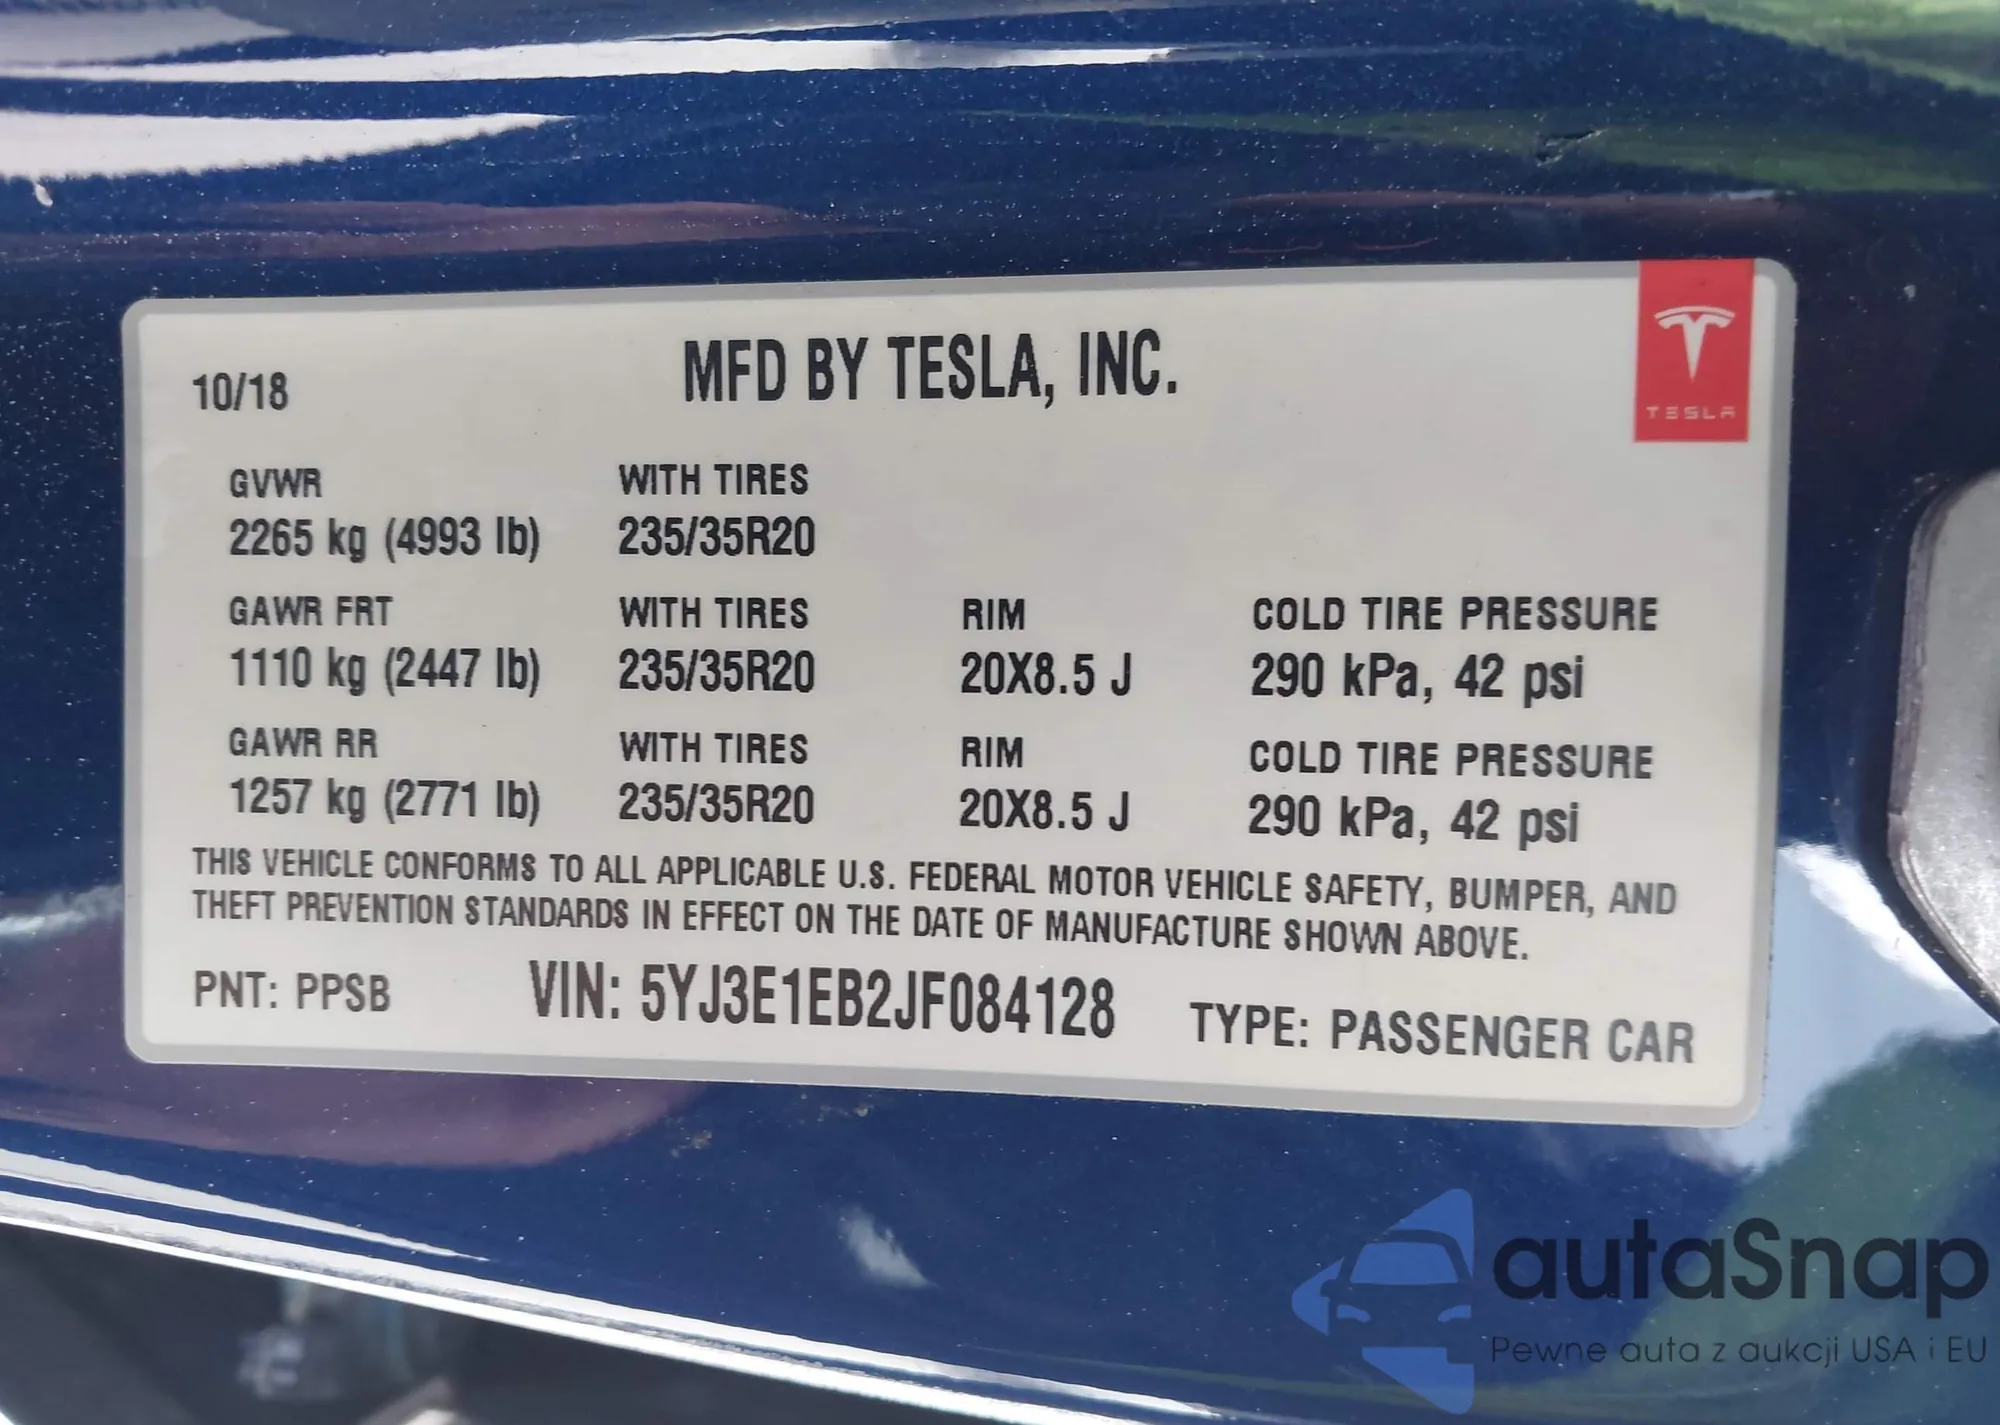 10/18
MFD BY TESLA, INC.
TESLA
GVWR WITH TIRES
2265 kg (4993 lb) 235/35R20
GAWR FRT WITH TIRES RIM COLD TIRE PRESSURE
1110 kg (2447 lb) 235/35R20 20X8.5 J 290 kPa, 42 psi
GAWR RR WITH TIRES RIM COLD TIRE PRESSURE
1257 kg (2771 lb) 235/35R20 20X8.5 J 290 kPa, 42 psi
THIS VEHICLE CONFORMS TO ALL APPLICABLE U.S. FEDERAL MOTOR VEHICLE SAFETY, BUMPER, AND
THEFT PREVENTION STANDARDS IN EFFECT ON THE DATE OF MANUFACTURE SHOWN ABOVE.
PNT: PPSB VIN: 5YJ3E1EB2JF084128 TYPE: PASSENGER CAR
autaSnap
Pewne auta z aukcji USA i EU